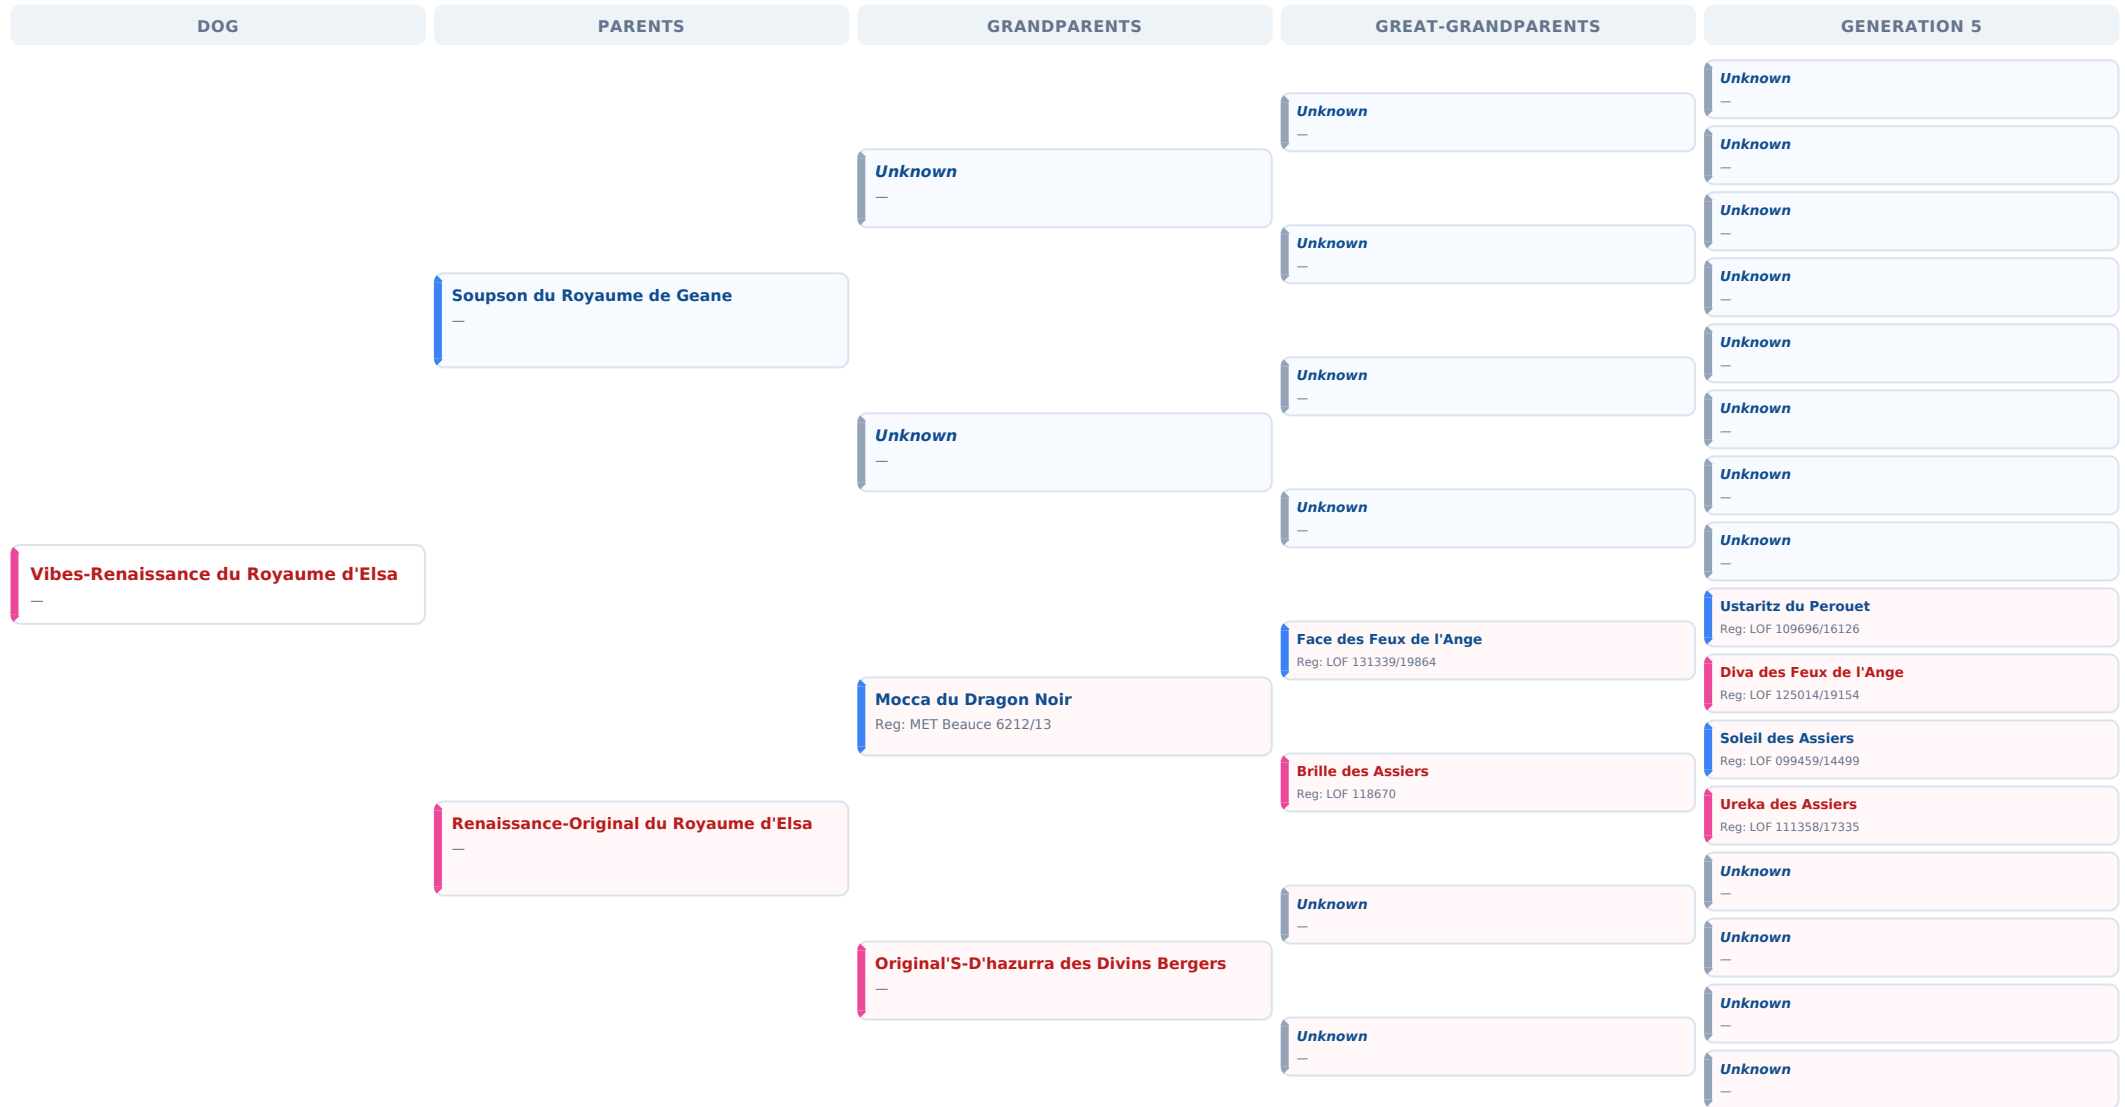 DOG
PARENTS
GRANDPARENTS
GREAT-GRANDPARENTS
GENERATION 5
Vibes-Renaissance du Royaume d'Elsa
—
Soupson du Royaume de Geane
—
Renaissance-Original du Royaume d'Elsa
—
Unknown
—
Unknown
—
Mocca du Dragon Noir
Reg: MET Beauce 6212/13
Original'S-D'hazurra des Divins Bergers
—
Unknown
—
Unknown
—
Unknown
—
Unknown
—
Face des Feux de l'Ange
Reg: LOF 131339/19864
Brille des Assiers
Reg: LOF 118670
Unknown
—
Unknown
—
Unknown
—
Unknown
—
Unknown
—
Unknown
—
Unknown
—
Unknown
—
Unknown
—
Unknown
—
Ustaritz du Perouet
Reg: LOF 109696/16126
Diva des Feux de l'Ange
Reg: LOF 125014/19154
Soleil des Assiers
Reg: LOF 099459/14499
Ureka des Assiers
Reg: LOF 111358/17335
Unknown
—
Unknown
—
Unknown
—
Unknown
—